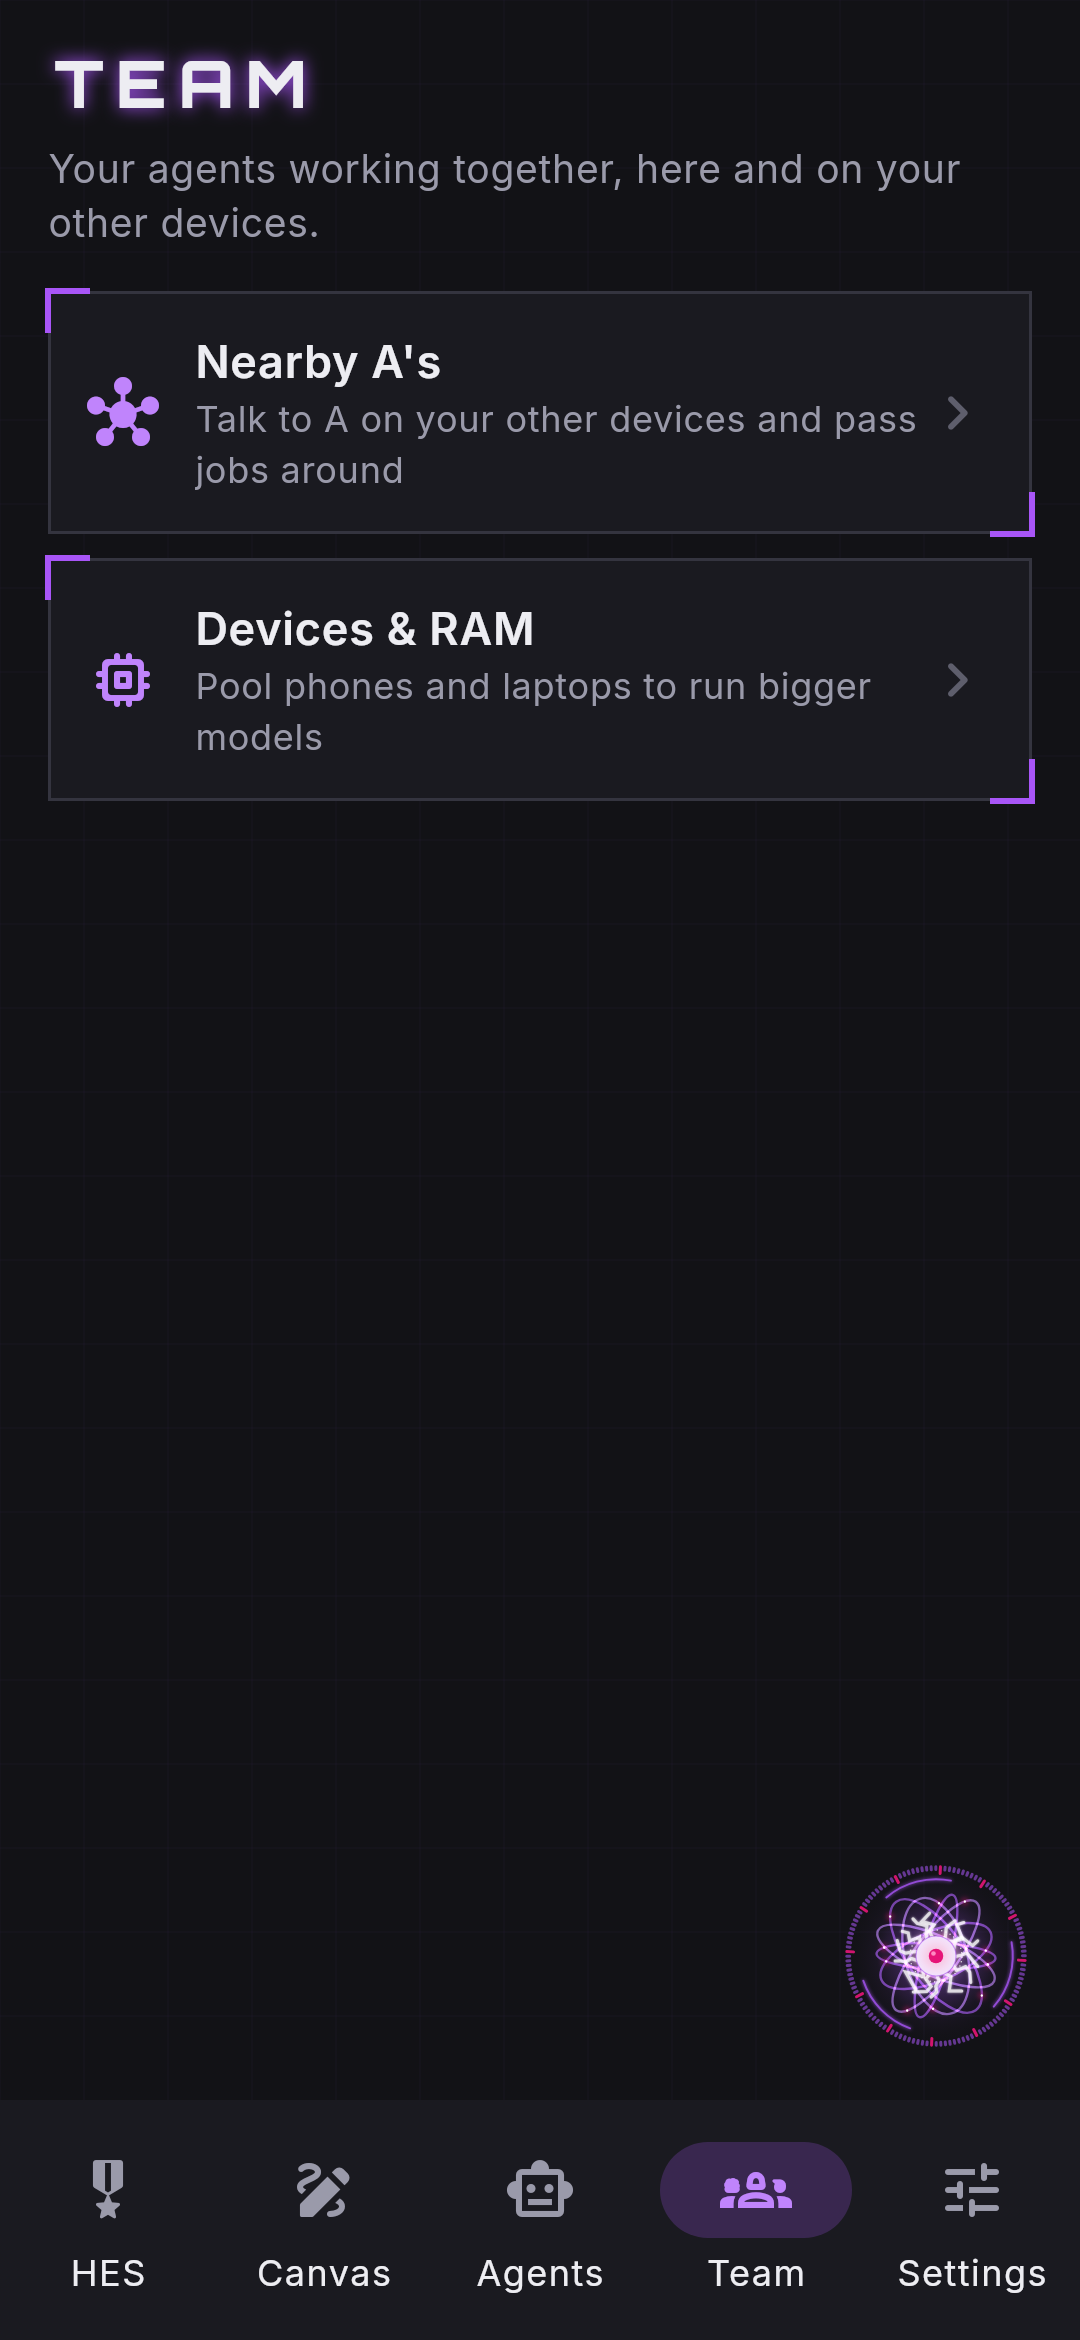 TEAM
Your agents working together, here and on your
other devices.
Nearby A's
Talk to A on your other devices and pass
jobs around
Devices & RAM
Pool phones and laptops to run bigger
models
HES
Canvas
Agents
Team
Settings